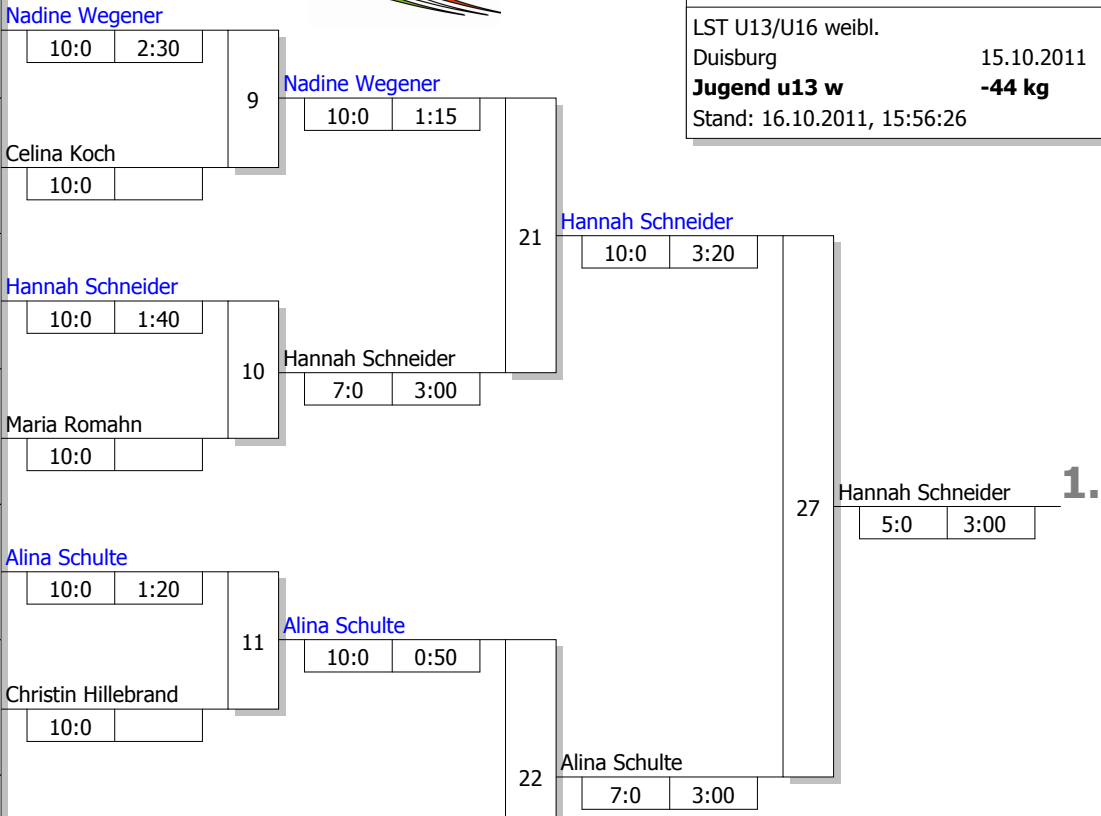 LST U13/U16 weibl.
Duisburg 15.10.2011
Jugend u13 w -44 kg
Stand: 16.10.2011, 15:56:26
Nadine Wegener
10:0 2:30
9
Celina Koch
10:0
Nadine Wegener
10:0 1:15
Hannah Schneider
10:0 1:40
10
Maria Romahn
10:0
Hannah Schneider
7:0 3:00
21
Hannah Schneider
10:0 3:20
Alina Schulte
10:0 1:20
11
Christin Hillebrand
10:0
Alina Schulte
10:0 0:50
22
Alina Schulte
7:0 3:00
27
Hannah Schneider 1.
5:0 3:00